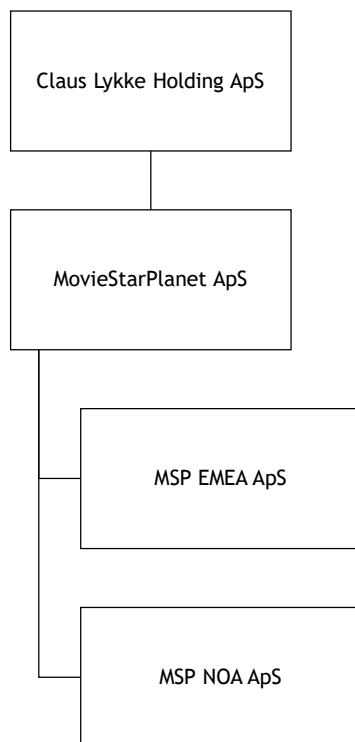 Claus Lykke Holding ApS
MovieStarPlanet ApS
MSP EMEA ApS
MSP NOA ApS